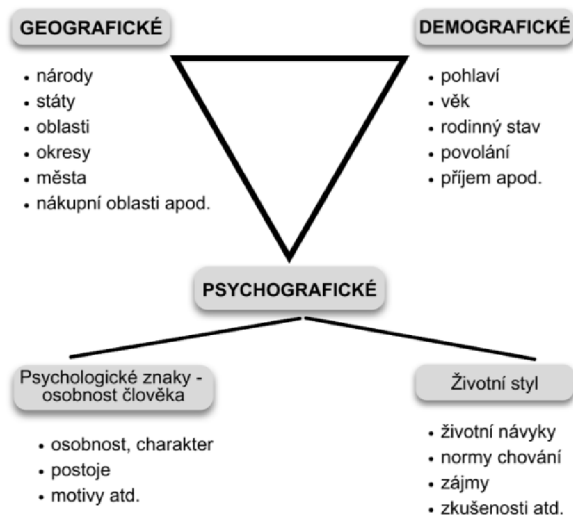 GEOGRAFICKÉ
• národy
• státy
• oblasti
• okresy
• města
• nákupní oblasti apod.
DEMOGRAFICKÉ
• pohlaví
• věk
• rodinný stav
• povolání
• příjem apod.
PSYCHOGRAFICKÉ
Psychologické znaky -
osobnost člověka
• osobnost, charakter
• postoje
• motivy atd.
Životní styl
• životní návyky
• normy chování
• zájmy
• zkušenosti atd.